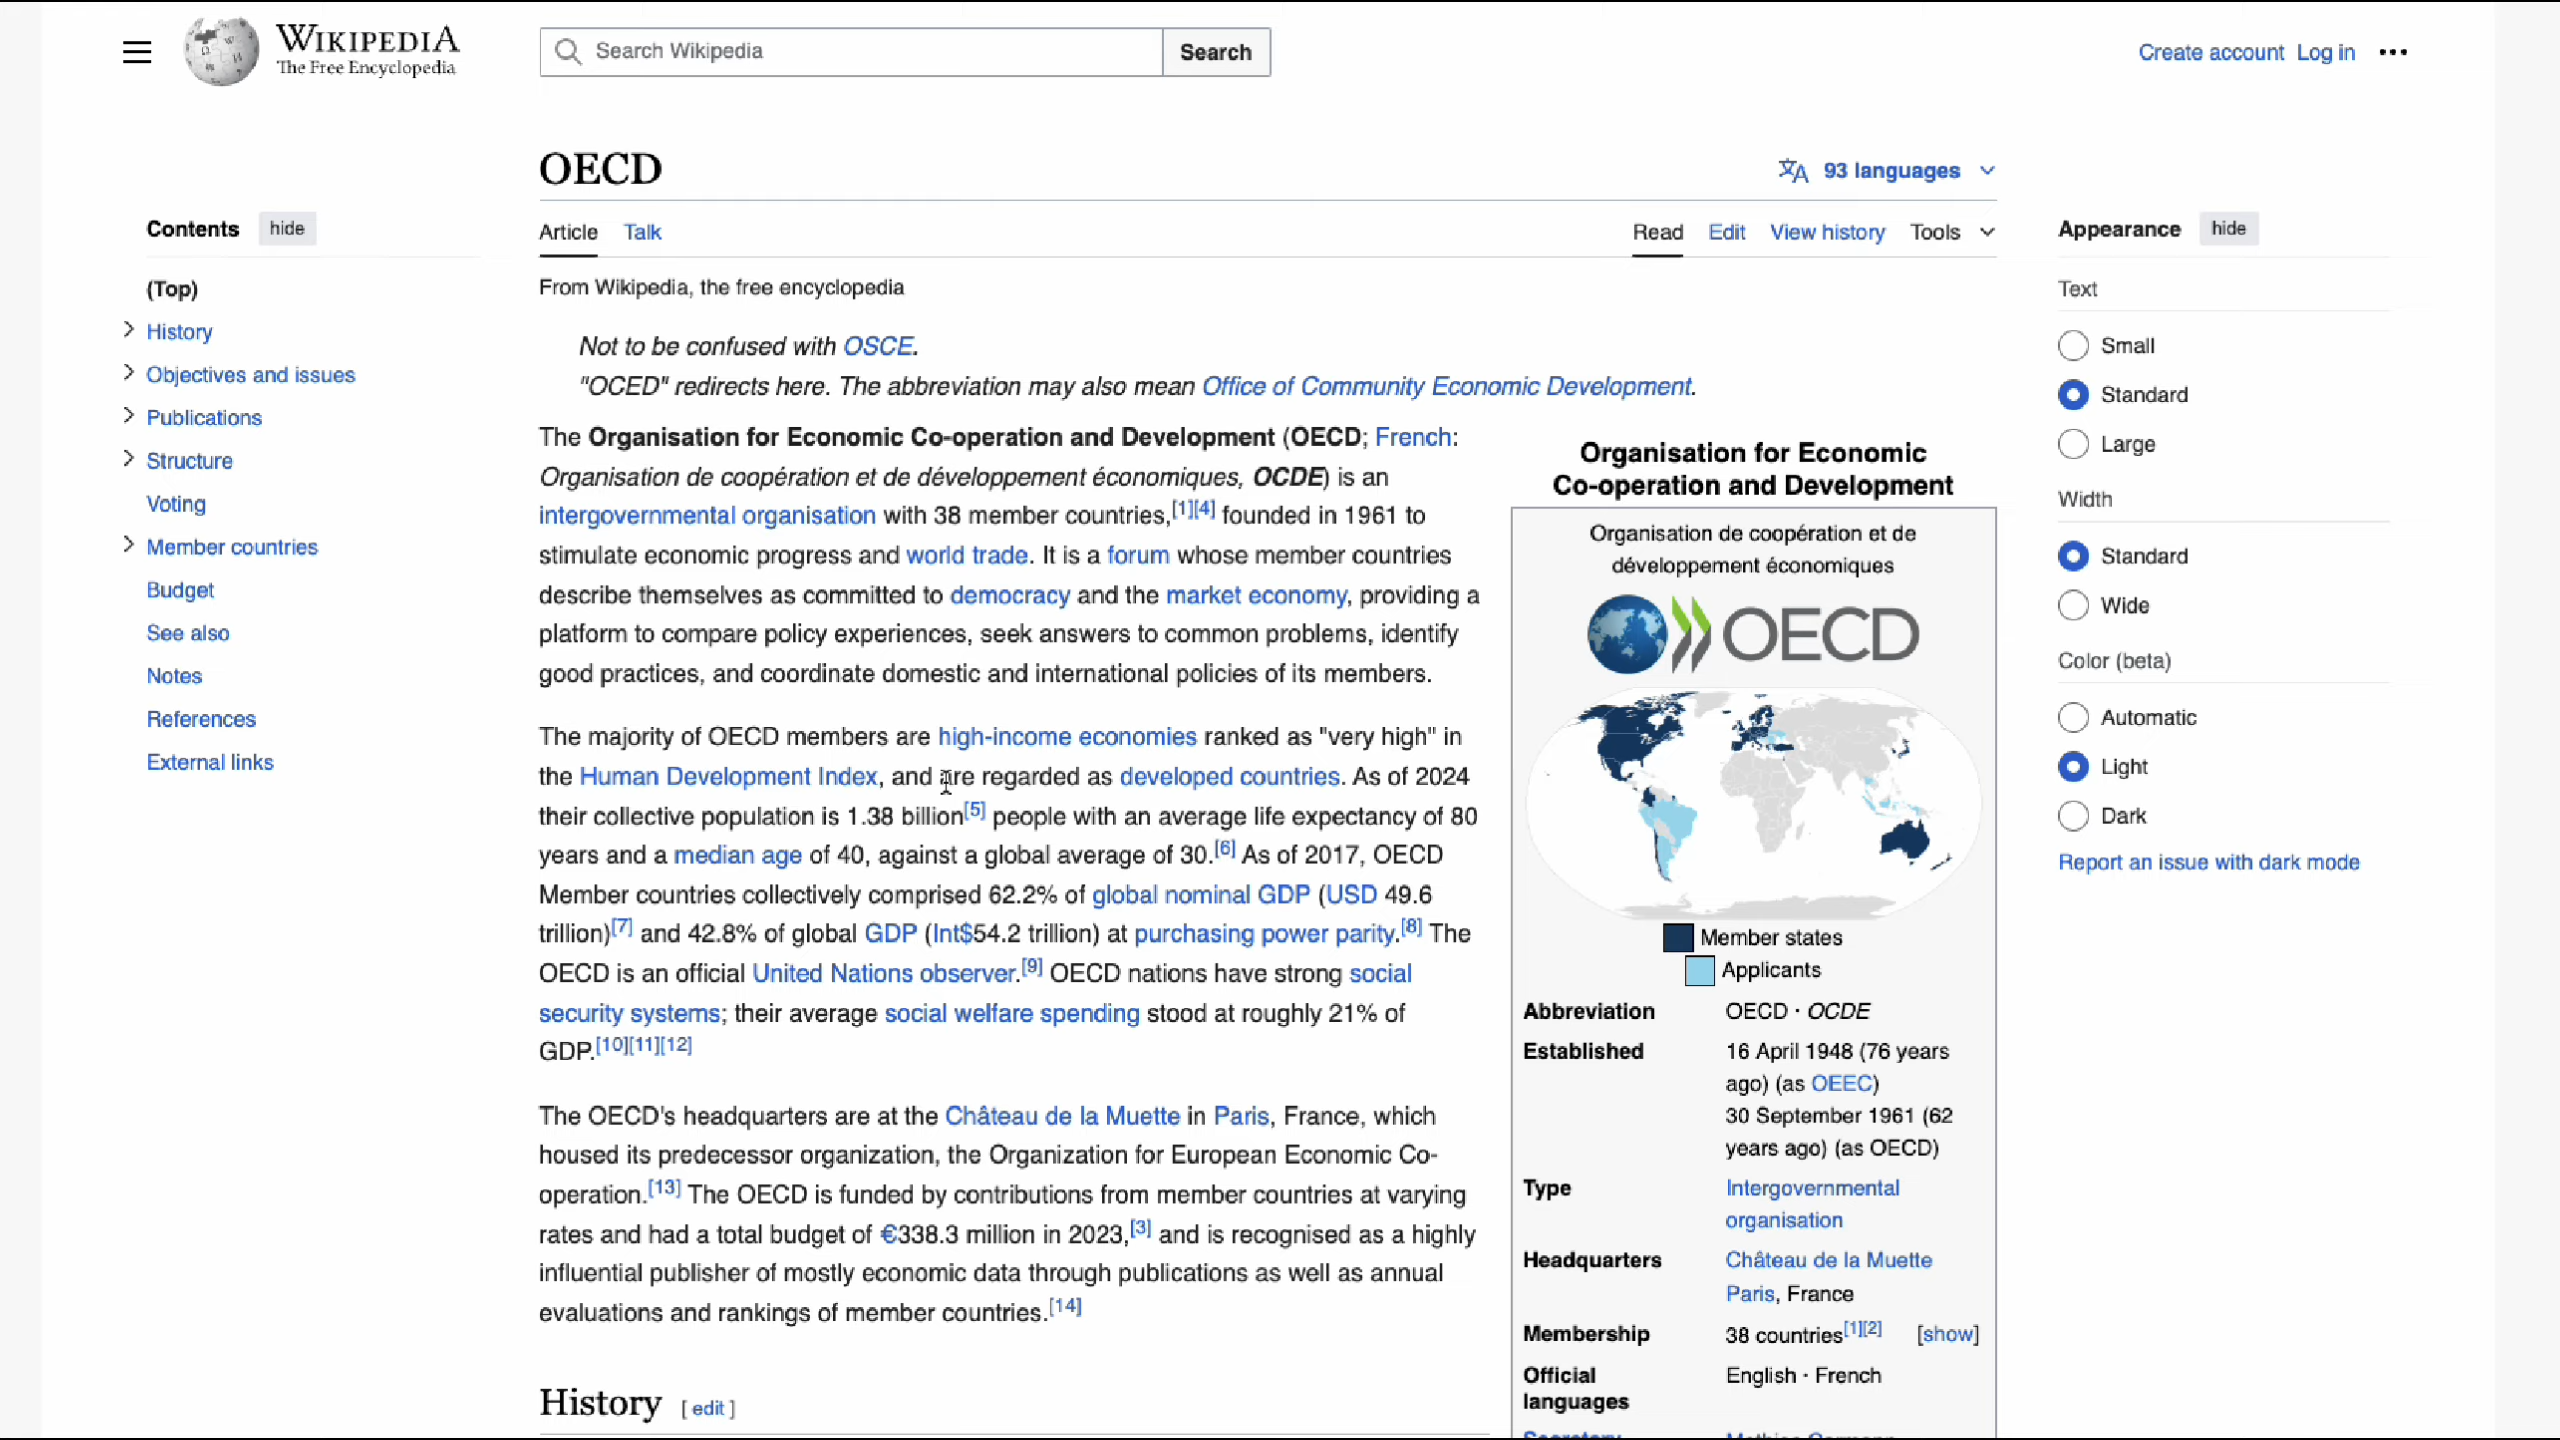 WIKIPEDIA
The Free Encyclopedia
Search Wikipedia
Search
Create account Log in
OECD
93 languages
Contents hide
Article Talk
Read Edit View history Tools
Appearance hide
(Top)
History
Objectives and issues
Publications
Structure
Voting
Member countries
Budget
See also
Notes
References
External links
From Wikipedia, the free encyclopedia
Not to be confused with OSCE.
"OCED" redirects here. The abbreviation may also mean Office of Community Economic Development.
The Organisation for Economic Co-operation and Development (OECD; French:
Organisation de coopération et de développement économiques, OCDE) is an
intergovernmental organisation with 38 member countries,[1][4] founded in 1961 to
stimulate economic progress and world trade. It is a forum whose member countries
describe themselves as committed to democracy and the market economy, providing a
platform to compare policy experiences, seek answers to common problems, identify
good practices, and coordinate domestic and international policies of its members.
The majority of OECD members are high-income economies ranked as "very high" in
the Human Development Index, and are regarded as developed countries. As of 2024
their collective population is 1.38 billion[5] people with an average life expectancy of 80
years and a median age of 40, against a global average of 30.[6] As of 2017, OECD
Member countries collectively comprised 62.2% of global nominal GDP (USD 49.6
trillion)[7] and 42.8% of global GDP (Int$54.2 trillion) at purchasing power parity.[8] The
OECD is an official United Nations observer.[9] OECD nations have strong social
security systems; their average social welfare spending stood at roughly 21% of
GDP.[10][11][12]
The OECD's headquarters are at the Château de la Muette in Paris, France, which
housed its predecessor organization, the Organization for European Economic Co-
operation.[13] The OECD is funded by contributions from member countries at varying
rates and had a total budget of €338.3 million in 2023,[3] and is recognised as a highly
influential publisher of mostly economic data through publications as well as annual
evaluations and rankings of member countries.[14]
History [ edit ]
Organisation for Economic
Co-operation and Development
Organisation de coopération et de
développement économiques
OECD
Member states
Applicants
Abbreviation OECD · OCDE
Established 16 April 1948 (76 years
ago) (as OEEC)
30 September 1961 (62
years ago) (as OECD)
Type Intergovernmental
organisation
Headquarters Château de la Muette
Paris, France
Membership 38 countries[1][2] [show]
Official English · French
languages
Text
Small
Standard
Large
Width
Standard
Wide
Color (beta)
Automatic
Light
Dark
Report an issue with dark mode